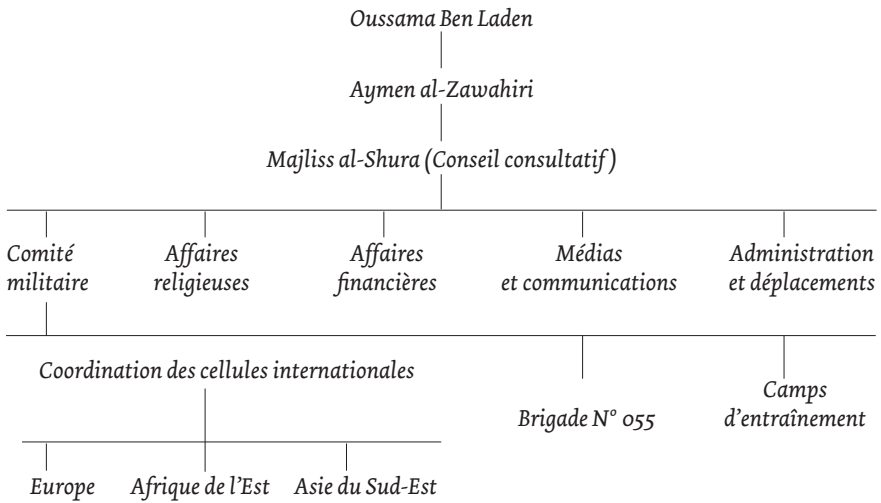 Oussama Ben Laden
Aymen al-Zawahiri
Majliss al-Shura (Conseil consultatif)
Comité
militaire
Affaires
religieuses
Affaires
financières
Médias
et communications
Administration
et déplacements
Coordination des cellules internationales
Brigade N° 055
Camps
d’entraînement
Europe
Afrique de l’Est
Asie du Sud-Est